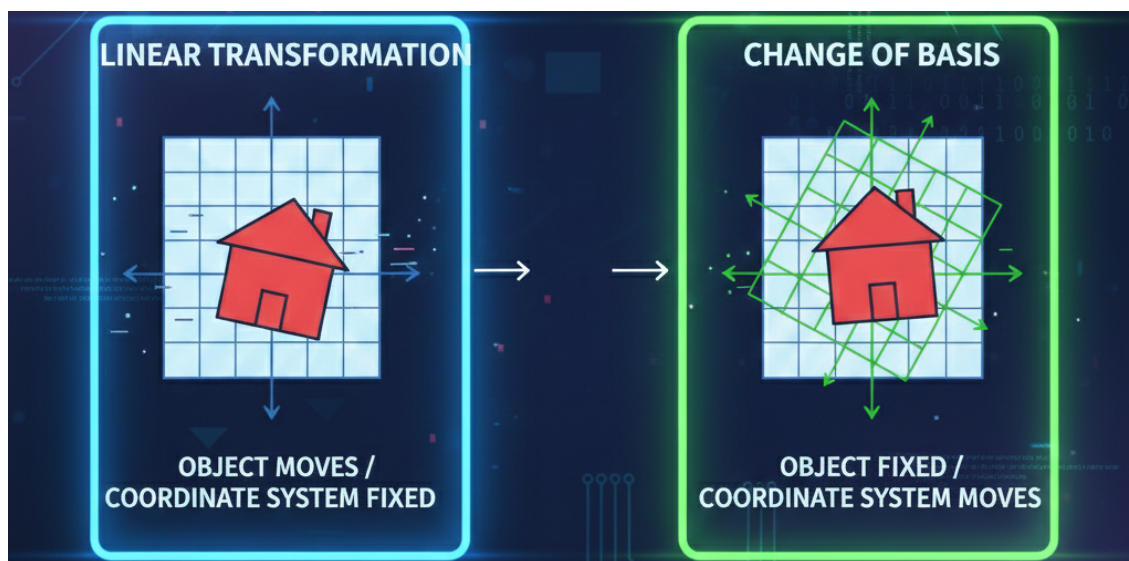 LINEAR TRANSFORMATION
OBJECT MOVES /
COORDINATE SYSTEM FIXED
CHANGE OF BASIS
OBJECT FIXED /
COORDINATE SYSTEM MOVES